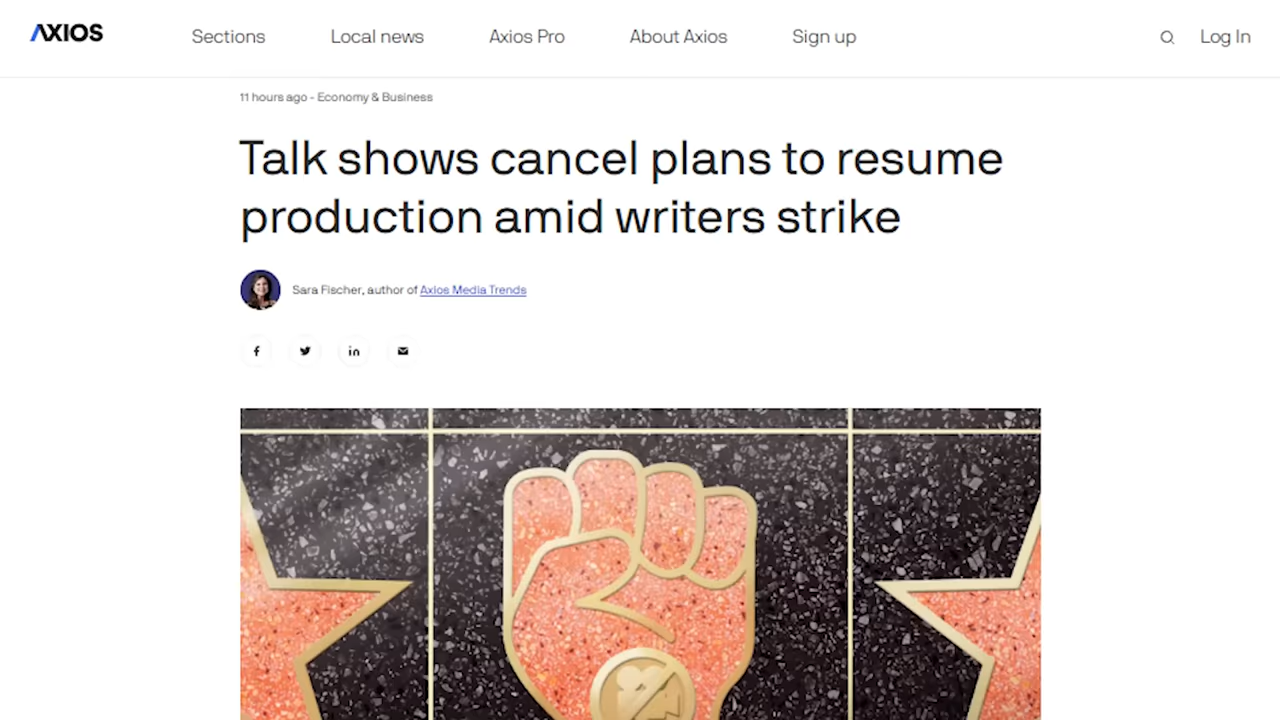 AXIOS
Sections
Local news
Axios Pro
About Axios
Sign up
Log In
11 hours ago - Economy & Business
Talk shows cancel plans to resume
production amid writers strike
Sara Fischer, author of Axios Media Trends